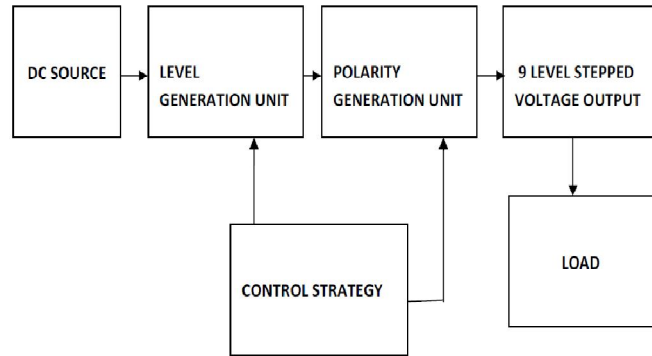 DC SOURCE
LEVEL
GENERATION UNIT
POLARITY
GENERATION UNIT
9 LEVEL STEPPED
VOLTAGE OUTPUT
CONTROL STRATEGY
LOAD